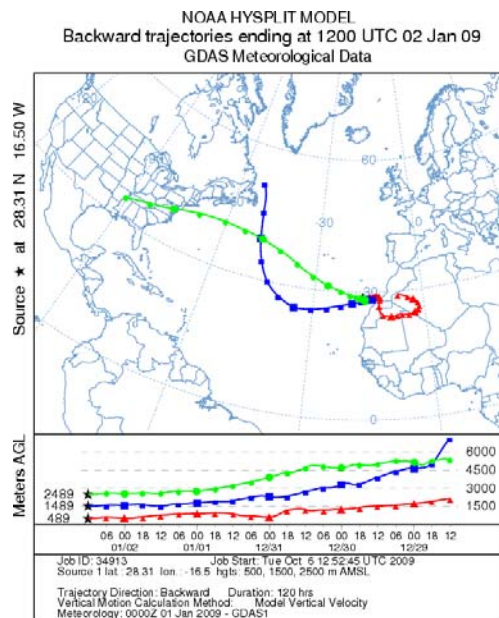 NOAA HYSPLIT MODEL
Backward trajectories ending at 1200 UTC 02 Jan 09
GDAS Meteorological Data
Source ★ at 28.31 N 16.50 W
-120
60
-30
0
30
0
Meters AGL
2489
1489
489
6000
4500
3000
1500
06 00 18 12 06 00 18 12 06 00 18 12 06 00 18 12 06 00 18 12
01/02 01/01 12/31 12/30 12/29
Job ID: 34913 Job Start: Tue Oct 6 12:52:45 UTC 2009
Source 1 lat.: 28.31 lon.: -16.5 hgts: 500, 1500, 2500 m AMSL
Trajectory Direction: Backward Duration: 120 hrs
Vertical Motion Calculation Method: Model Vertical Velocity
Meteorology: 0000Z 01 Jan 2009 - GDAS1